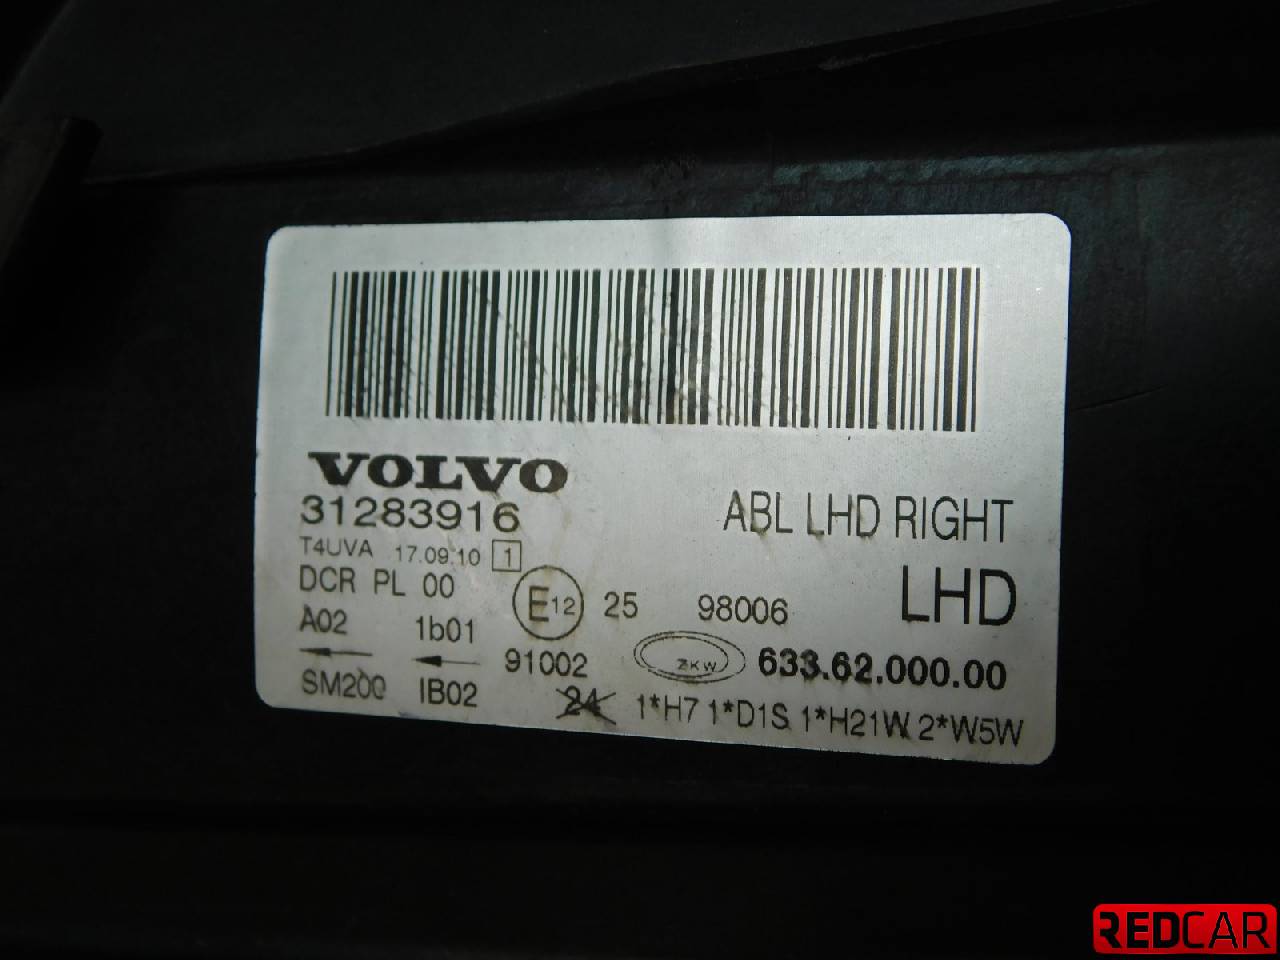 VOLVO
31283916
ABL LHD RIGHT
T4UVA 17.09.10 1
DCR PL 00
E12 25 98006 LHD
A02 1b01
91002 ZKW 633.62.000.00
SM200 IB02
24 1*H7 1*D1S 1*H21W 2*W5W
REDCAR